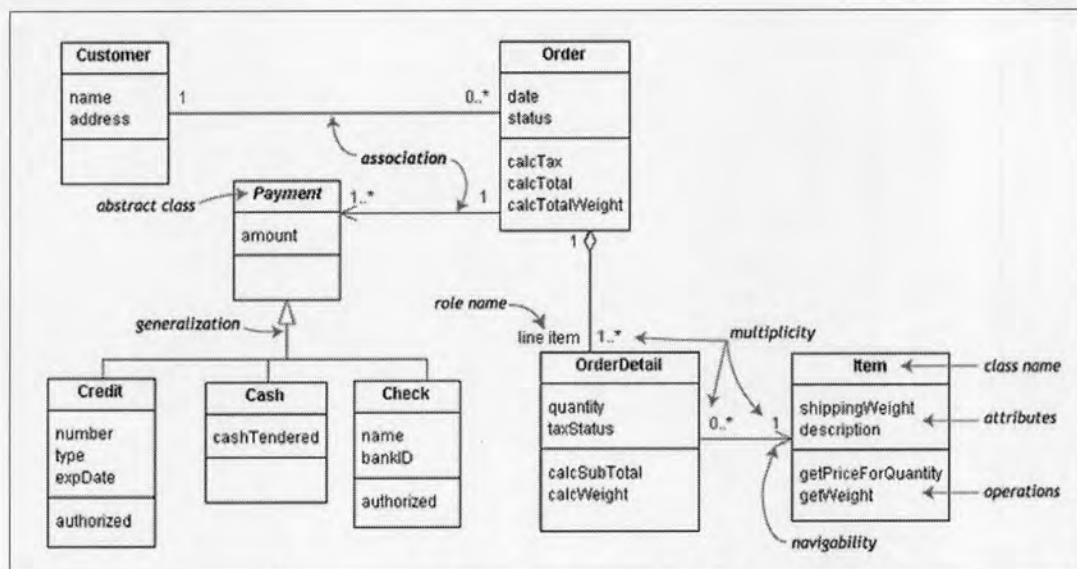 Customer
name
address
1
0..*
Order
date
status
calcTax
calcTotal
calcTotalWeight
association
abstract class
Payment
amount
1..*
1
1
generalization
role name
line item
1..*
multiplicity
Credit
number
type
expDate
authorized
Cash
cashTendered
Check
name
bankID
authorized
OrderDetail
quantity
taxStatus
calcSubTotal
calcWeight
0..*
1
Item
shippingWeight
description
getPriceForQuantity
getWeight
class name
attributes
operations
navigability